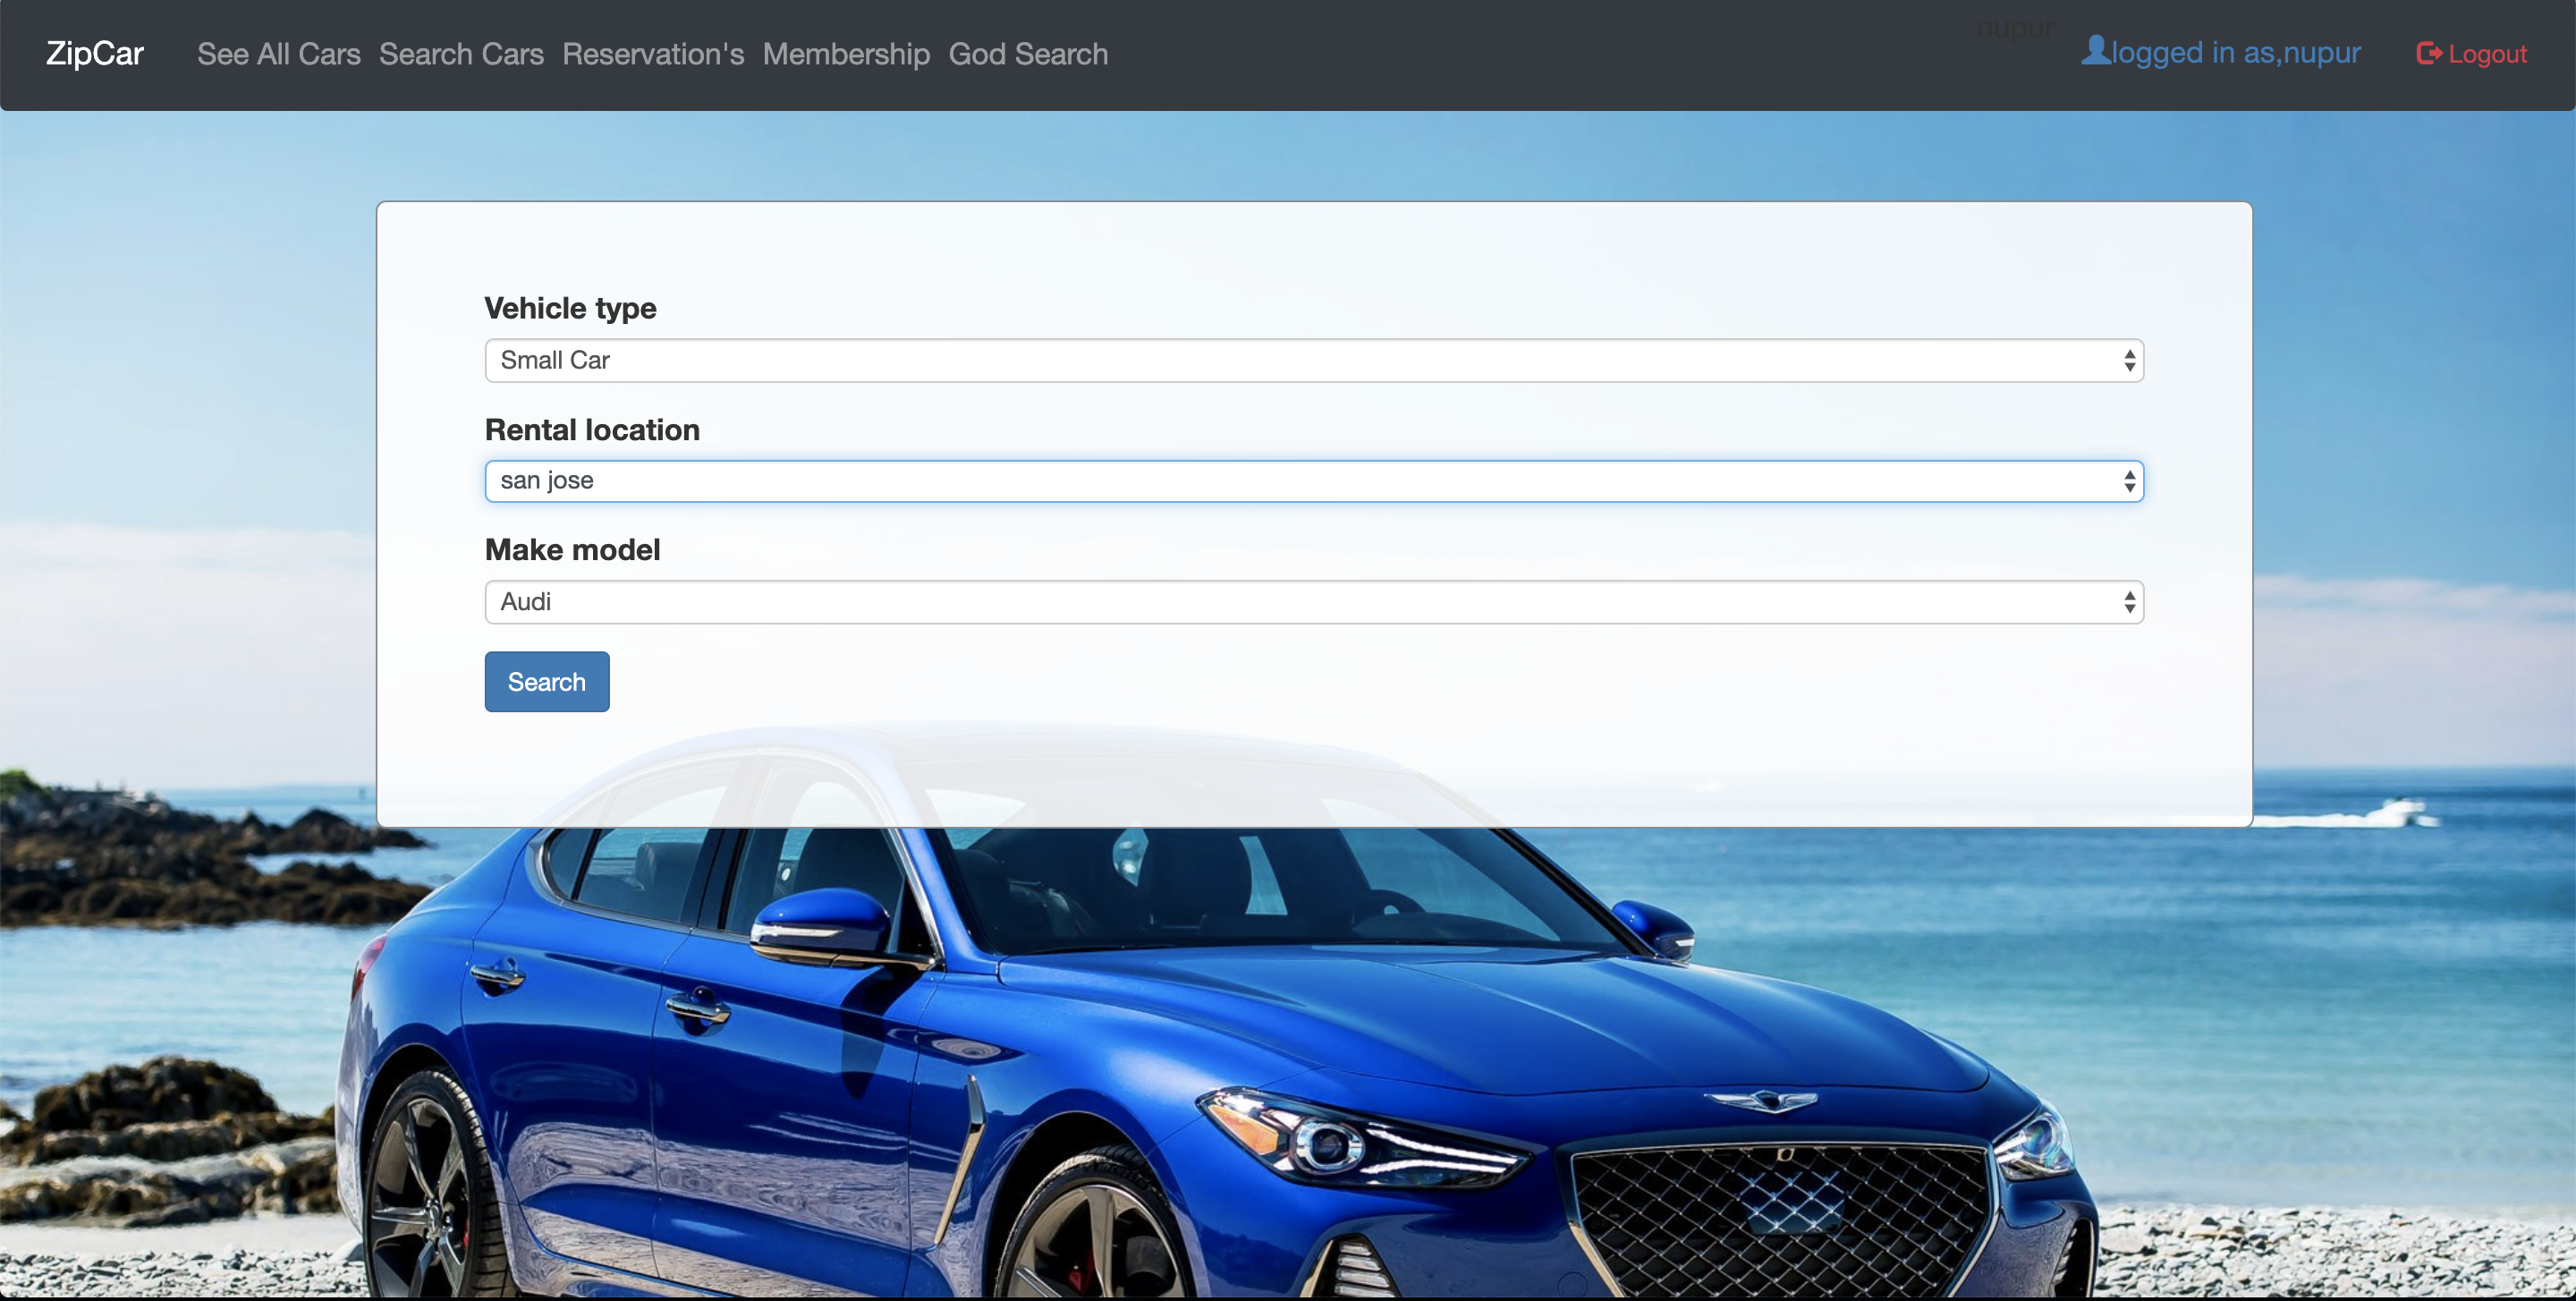 nupur
ZipCar See All Cars Search Cars Reservation's Membership God Search logged in as,nupur Logout
Vehicle type
Small Car
Rental location
san jose
Make model
Audi
Search